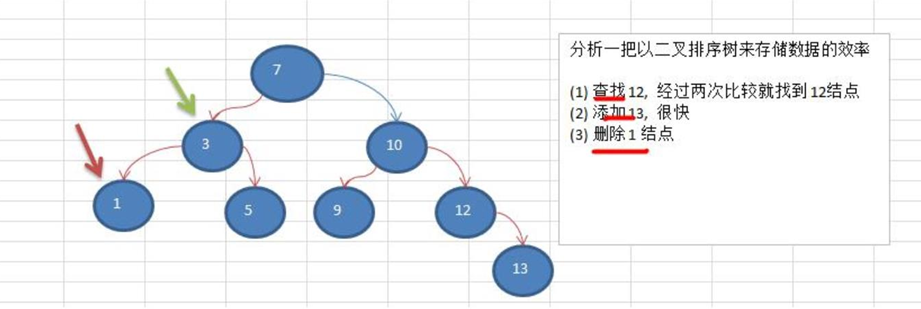 7
3
10
1
5
9
12
13
分析一把以二叉排序树来存储数据的效率
(1) 查找12, 经过两次比较就找到12结点
(2) 添加13, 很快
(3) 删除1 结点